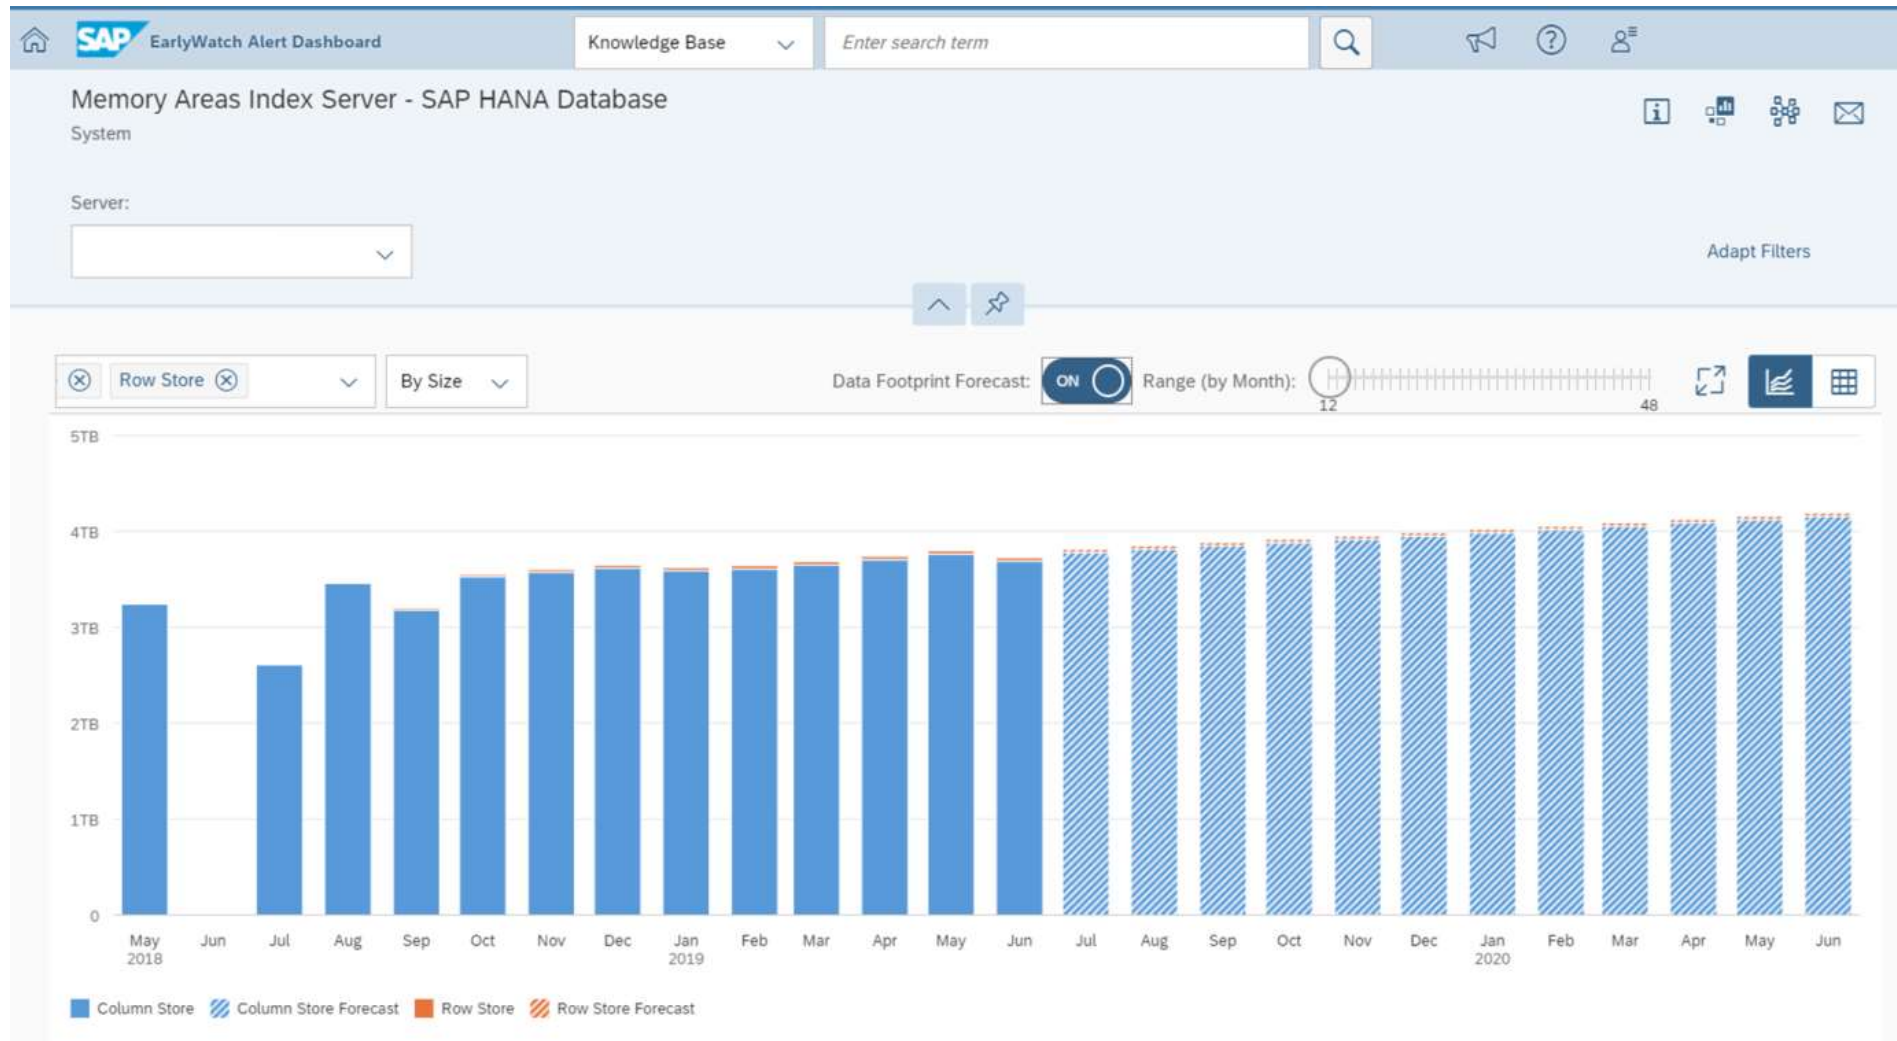 SAP EarlyWatch Alert Dashboard Knowledge Base Enter search term
Memory Areas Index Server - SAP HANA Database
System
Server:
Adapt Filters
Row Store By Size Data Footprint Forecast: ON Range (by Month): 12 48
5TB
4TB
3TB
2TB
1TB
0
May Jun Jul Aug Sep Oct Nov Dec Jan Feb Mar Apr May Jun Jul Aug Sep Oct Nov Dec Jan Feb Mar Apr May Jun
2018 2019 2020
Column Store Column Store Forecast Row Store Row Store Forecast